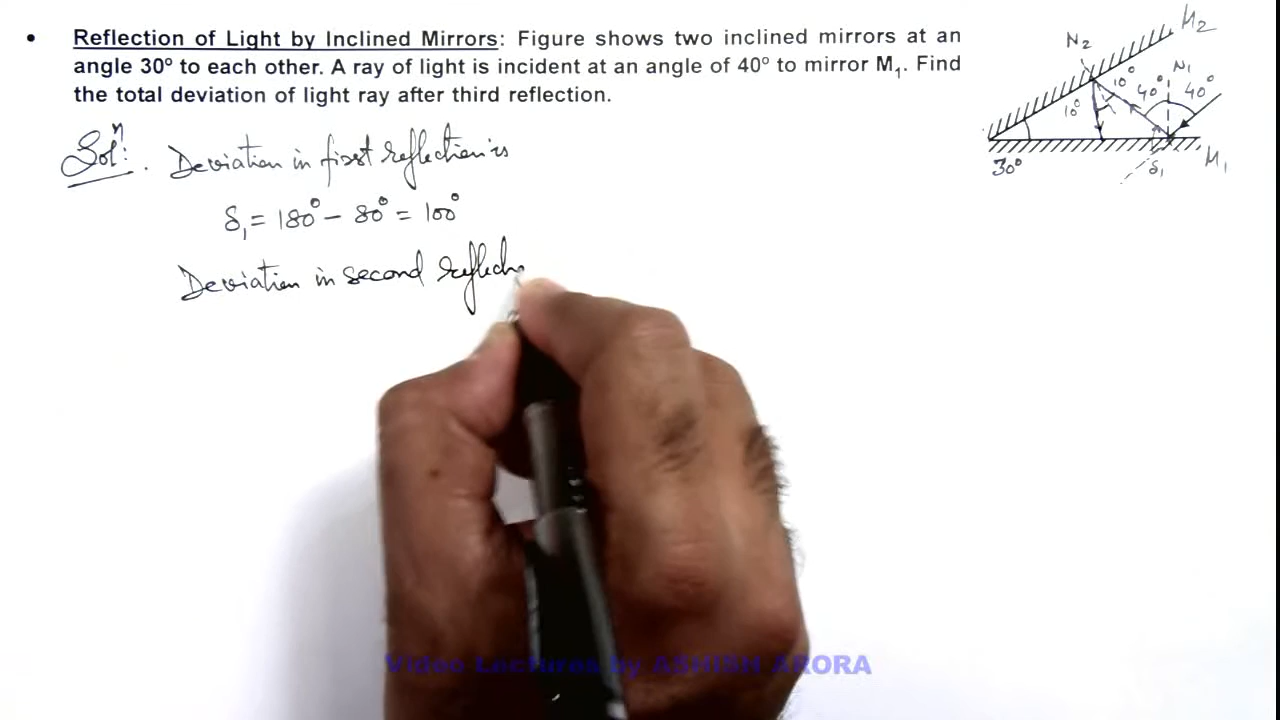 • Reflection of Light by Inclined Mirrors: Figure shows two inclined mirrors at an
angle 30° to each other. A ray of light is incident at an angle of 40° to mirror M₁. Find
the total deviation of light ray after third reflection.
Solⁿ: . Deviation in first reflection is
δ₁ = 180° - 80° = 100°
Deviation in second reflec
M₂
N₂
N₁
10°
40°
40°
10°
30°
δ₁
M₁
Video Lectures by ASHISH ARORA